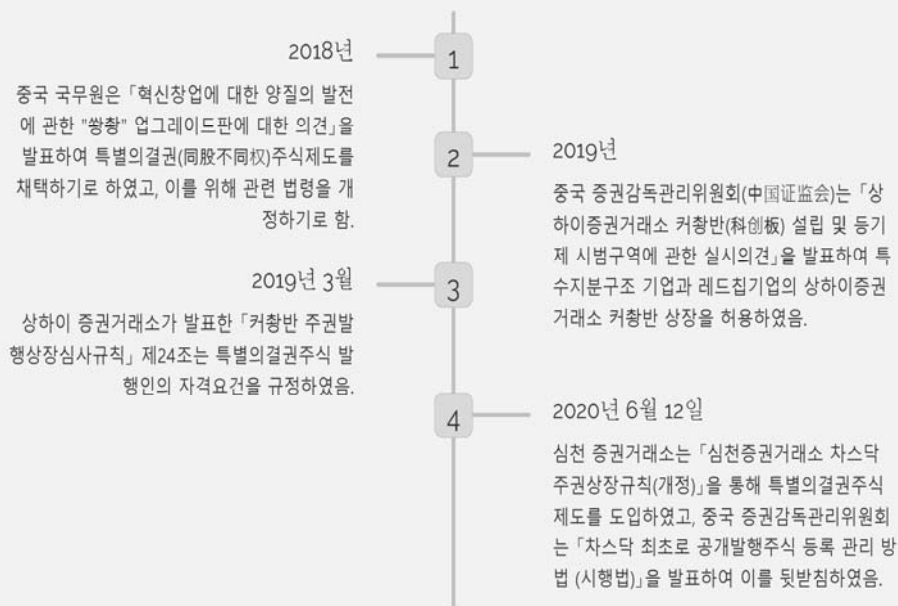 2018년
1
중국 국무원은 「혁신창업에 대한 양질의 발전
에 관한 "쐉촹" 업그레이드판에 대한 의견」을
발표하여 특별의결권(同股不同权)주식제도를
채택하기로 하였고, 이를 위해 관련 법령을 개
정하기로 함.
2
2019년
중국 증권감독관리위원회(中国证监会)는 「상
하이증권거래소 커촹반(科创板) 설립 및 등기
제 시범구역에 관한 실시의견」을 발표하여 특
수지분구조 기업과 레드칩기업의 상하이증권
거래소 커촹반 상장을 허용하였음.
2019년 3월
3
상하이 증권거래소가 발표한 「커촹반 주권발
행상장심사규칙」 제24조는 특별의결권주식 발
행인의 자격요건을 규정하였음.
4
2020년 6월 12일
심천 증권거래소는 「심천증권거래소 차스닥
주권상장규칙(개정)」을 통해 특별의결권주식
제도를 도입하였고, 중국 증권감독관리위원회
는 「차스닥 최초로 공개발행주식 등록 관리 방
법 (시행법)」을 발표하여 이를 뒷받침하였음.